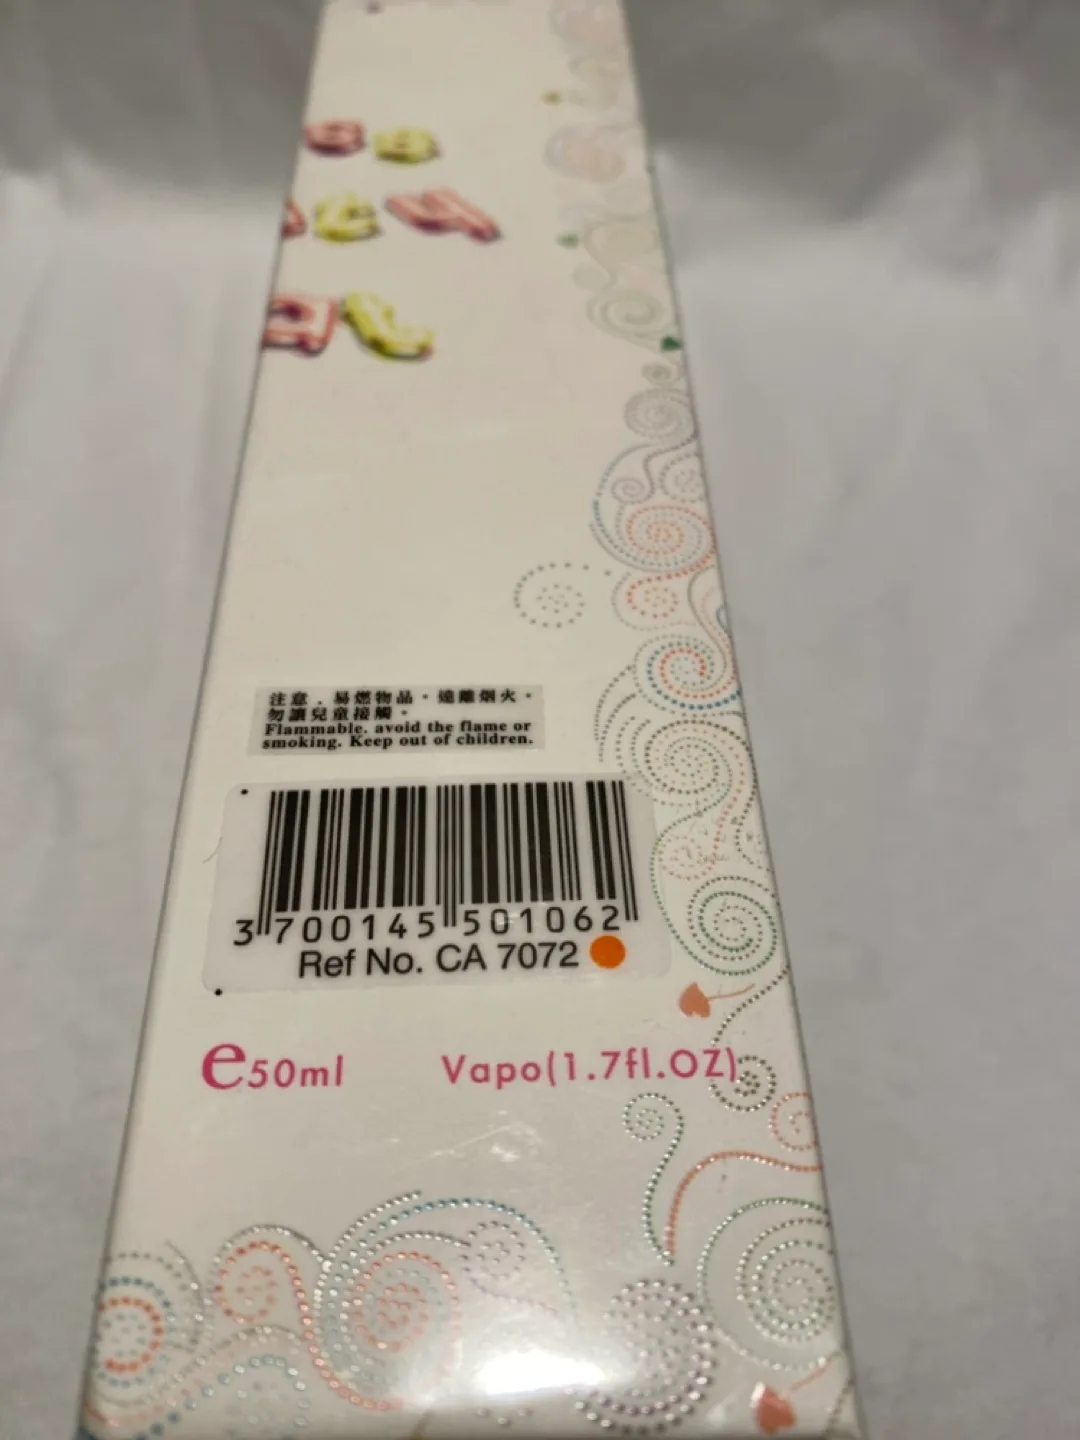 注意．易燃物品．遠離烟火．
勿讓兒童接觸．
Flammable. avoid the flame or
smoking. Keep out of children.
3 700145 501062
Ref No. CA 7072
e50ml Vapo(1.7fl.OZ)